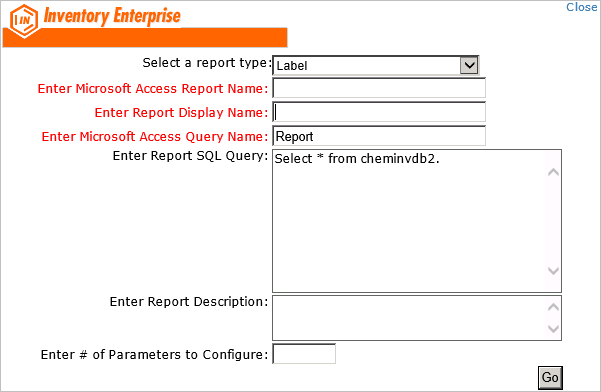 Close
IN Inventory Enterprise
Select a report type: Label
Enter Microsoft Access Report Name:
Enter Report Display Name:
Enter Microsoft Access Query Name: Report
Enter Report SQL Query: Select * from cheminvdb2.
Enter Report Description:
Enter # of Parameters to Configure:
Go